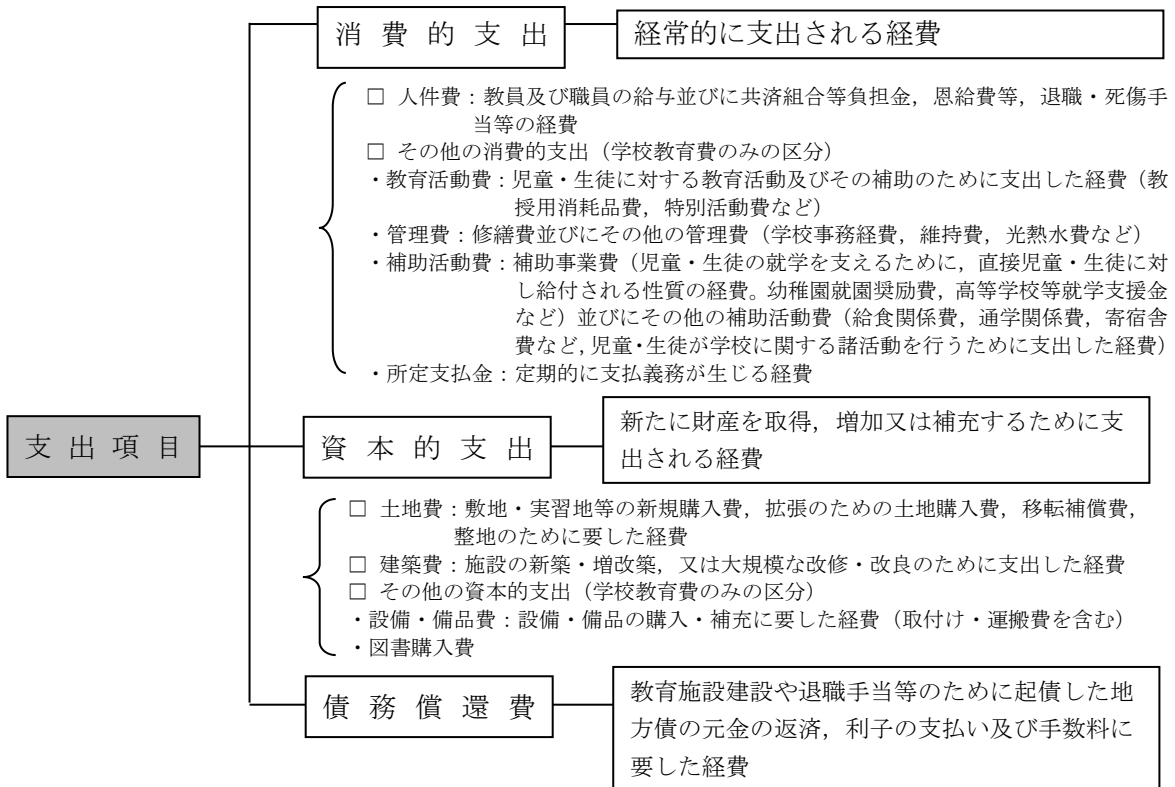 消費的支出
経常的に支出される経費
□ 人件費：教員及び職員の給与並びに共済組合等負担金，恩給費等，退職・死傷手
当等の経費
□ その他の消費的支出（学校教育費のみの区分）
・教育活動費：児童・生徒に対する教育活動及びその補助のために支出した経費（教
授用消耗品費，特別活動費など）
・管理費：修繕費並びにその他の管理費（学校事務経費，維持費，光熱水費など）
・補助活動費：補助事業費（児童・生徒の就学を支えるために，直接児童・生徒に対
し給付される性質の経費。幼稚園就園奨励費，高等学校等就学支援金
など）並びにその他の補助活動費（給食関係費，通学関係費，寄宿舎
費など，児童・生徒が学校に関する諸活動を行うために支出した経費）
・所定支払金：定期的に支払義務が生じる経費
支出項目
資本的支出
新たに財産を取得，増加又は補充するために支
出される経費
□ 土地費：敷地・実習地等の新規購入費，拡張のための土地購入費，移転補償費，
整地のために要した経費
□ 建築費：施設の新築・増改築，又は大規模な改修・改良のために支出した経費
□ その他の資本的支出（学校教育費のみの区分）
・設備・備品費：設備・備品の購入・補充に要した経費（取付け・運搬費を含む）
・図書購入費
債務償還費
教育施設建設や退職手当等のために起債した地
方債の元金の返済，利子の支払い及び手数料に
要した経費